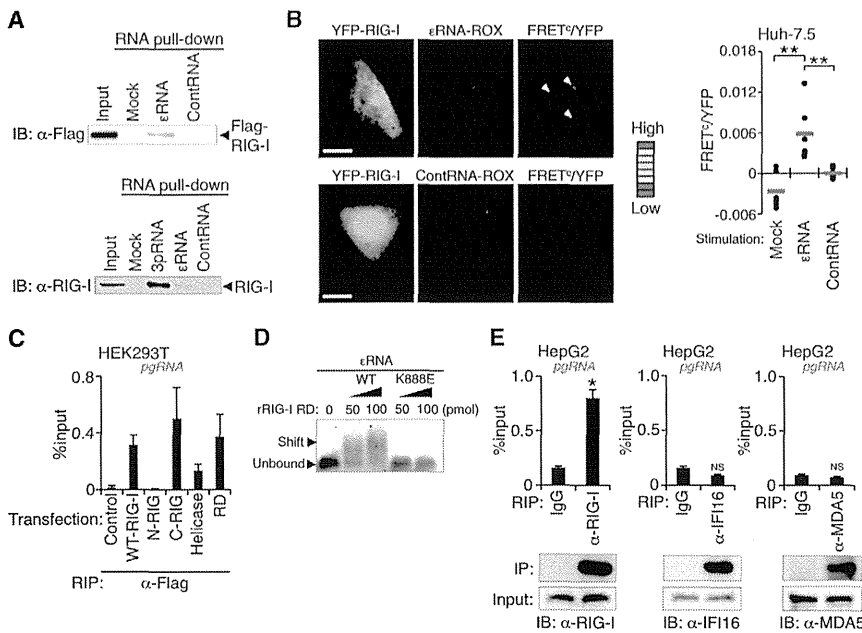 A
RNA pull-down
Input
Mock
εRNA
ContRNA
IB: α-Flag
Flag-
RIG-I
RNA pull-down
Input
Mock
3pRNA
εRNA
ContRNA
IB: α-RIG-I
RIG-I
B
YFP-RIG-I εRNA-ROX FRETᶜ/YFP
YFP-RIG-I ContRNA-ROX FRETᶜ/YFP
High
Low
Huh-7.5
FRETᶜ/YFP
0.018
0.012
0.006
0
-0.006
** **
Stimulation:
Mock
εRNA
ContRNA
C
HEK293T
pgRNA
%input
0.8
0.4
0
Transfection:
Control
WT-RIG-I
N-RIG
C-RIG
Helicase
RD
RIP: α-Flag
D
εRNA
WT K888E
rRIG-I RD: 0 50 100 50 100 (pmol)
Shift
Unbound
E
HepG2
pgRNA
%input
1.0
0.5
0
*
RIP:
IgG
α-RIG-I
IP:
Input:
IB: α-RIG-I
HepG2
pgRNA
%input
1.0
0.5
0
NS
RIP:
IgG
α-IFI16
IB: α-IFI16
HepG2
pgRNA
%input
1.0
0.5
0
NS
RIP:
IgG
α-MDA5
IB: α-MDA5